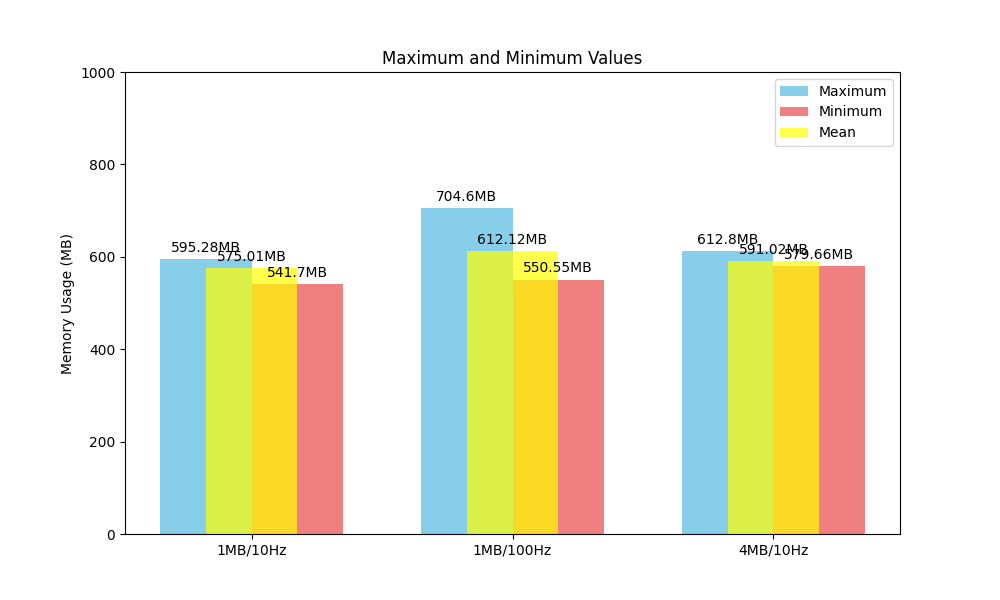 Maximum and Minimum Values
Memory Usage (MB)
1000
800
600
400
200
0
Maximum
Minimum
Mean
595.28MB
575.01MB
541.7MB
704.6MB
612.12MB
550.55MB
612.8MB
591.02MB
579.66MB
1MB/10Hz
1MB/100Hz
4MB/10Hz